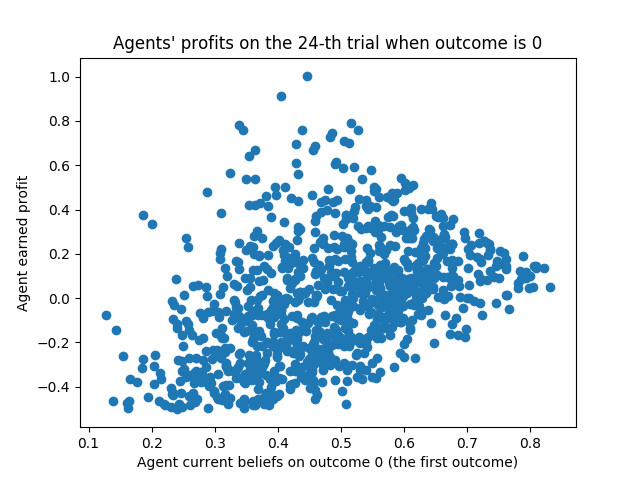 Agents' profits on the 24-th trial when outcome is 0
1.0
0.8
0.6
0.4
0.2
0.0
−0.2
−0.4
Agent earned profit
0.1 0.2 0.3 0.4 0.5 0.6 0.7 0.8
Agent current beliefs on outcome 0 (the first outcome)